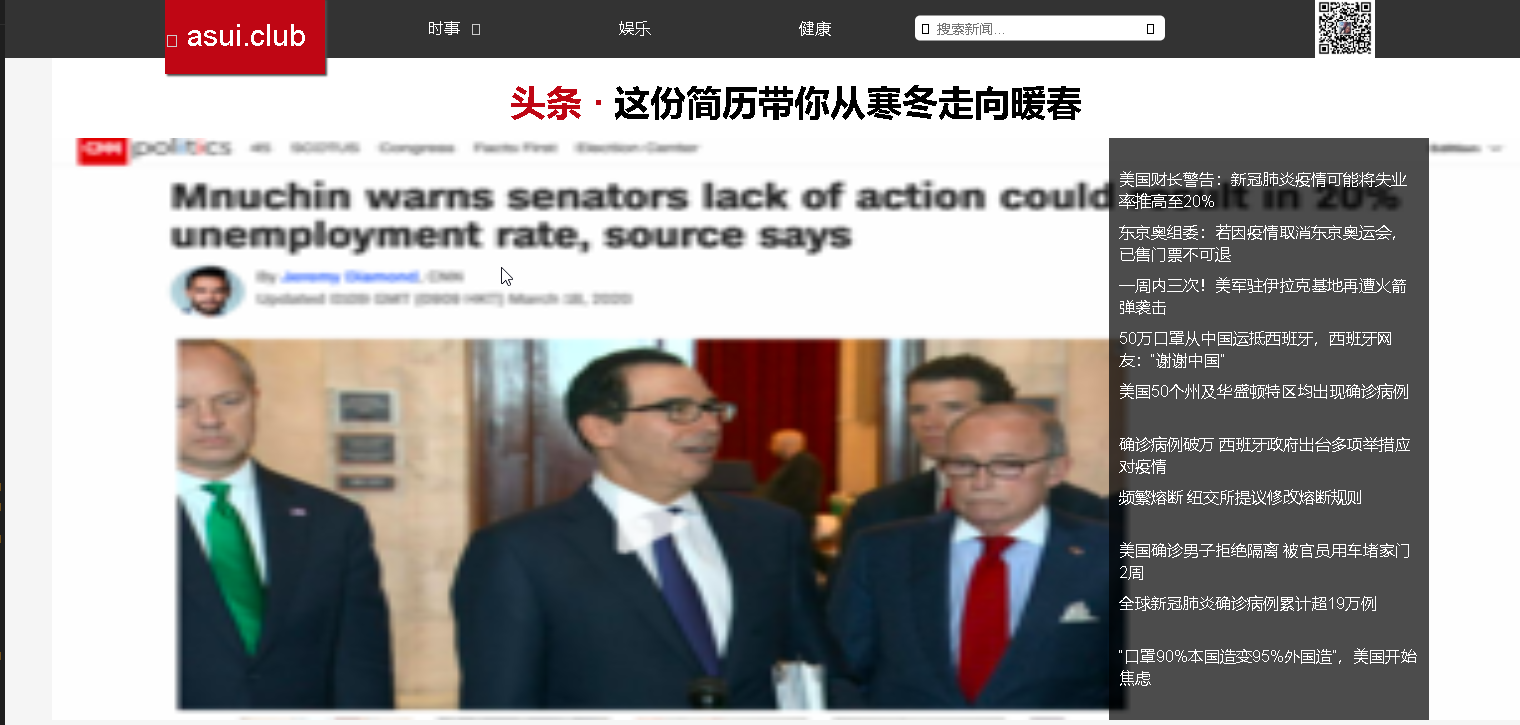 asui.club
时事
娱乐
健康
搜索新闻...
头条 · 这份简历带你从寒冬走向暖春
CNN politics 45 SCOTUS Congress Facts First Election Center Edition
Mnuchin warns senators lack of action could result in 20%
unemployment rate, source says
By Jeremy Diamond, CNN
美国财长警告：新冠肺炎疫情可能将失业
率推高至20%
东京奥组委：若因疫情取消东京奥运会，
已售门票不可退
一周内三次！美军驻伊拉克基地再遭火箭
弹袭击
50万口罩从中国运抵西班牙，西班牙网
友：“谢谢中国”
美国50个州及华盛顿特区均出现确诊病例
确诊病例破万 西班牙政府出台多项举措应
对疫情
频繁熔断 纽交所提议修改熔断规则
美国确诊男子拒绝隔离 被官员用车堵家门
2周
全球新冠肺炎确诊病例累计超19万例
“口罩90%本国造变95%外国造”，美国开始
焦虑